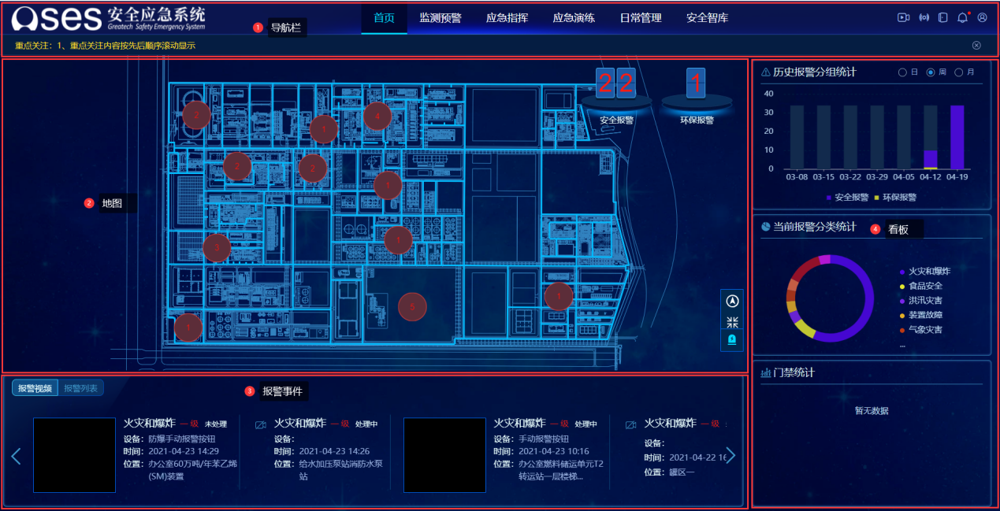 SES 安全应急系统
Greatech Safety Emergency System
1 导航栏
首页 监测预警 应急指挥 应急演练 日常管理 安全智库
重点关注：1、重点关注内容按先后顺序滚动显示
2 2
安全报警
1
环保报警
2
1
4
2
2
1
2 地图
3
1
1
5
1
历史报警分组统计 日 周 月
40
30
20
10
0
03-08 03-15 03-22 03-29 04-05 04-12 04-19
安全报警 环保报警
当前报警分类统计 4 看板
火灾和爆炸
食品安全
洪汛灾害
装置故障
气象灾害
...
门禁统计
暂无数据
报警视频 报警列表
3 报警事件
火灾和爆炸 一级 未处理
设备：防爆手动报警按钮
时间：2021-04-23 14:29
位置：办公室60万吨/年苯乙烯
(SM)装置
火灾和爆炸 一级 处理中
设备：
时间：2021-04-23 14:26
位置：给水加压泵站消防水泵
站
火灾和爆炸 一级 处理中
设备：手动报警按钮
时间：2021-04-23 10:16
位置：办公室燃料储运单元T2
转运站一层楼梯...
火灾和爆炸 一级
设备：
时间：2021-04-22 16
位置：罐区一